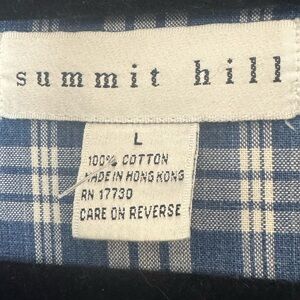 summit hill
L
100% COTTON
MADE IN HONG KONG
RN 17730
CARE ON REVERSE